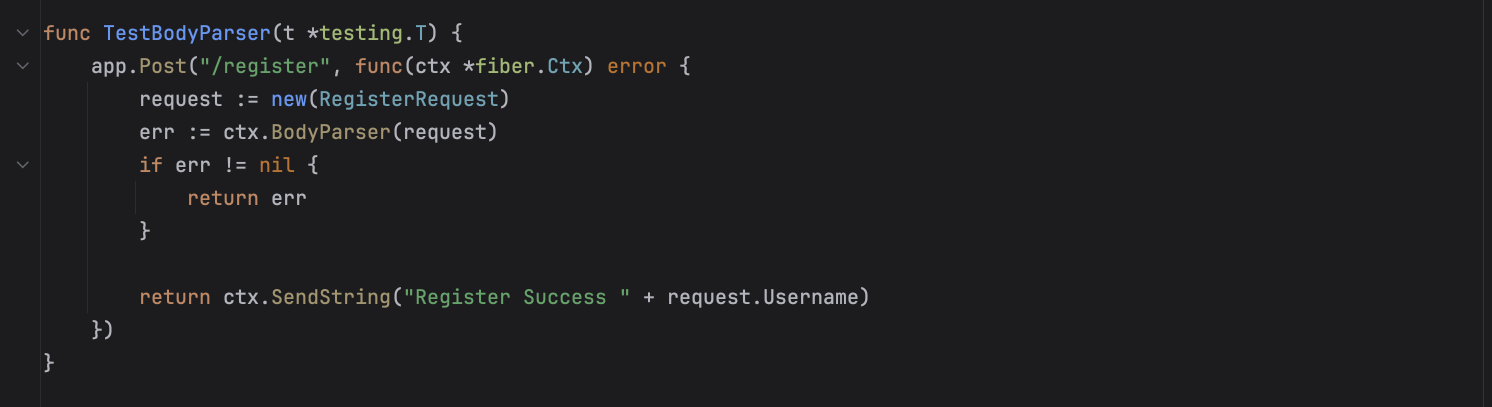 func TestBodyParser(t *testing.T) {
    app.Post("/register", func(ctx *fiber.Ctx) error {
        request := new(RegisterRequest)
        err := ctx.BodyParser(request)
        if err != nil {
            return err
        }

        return ctx.SendString("Register Success " + request.Username)
    })
}